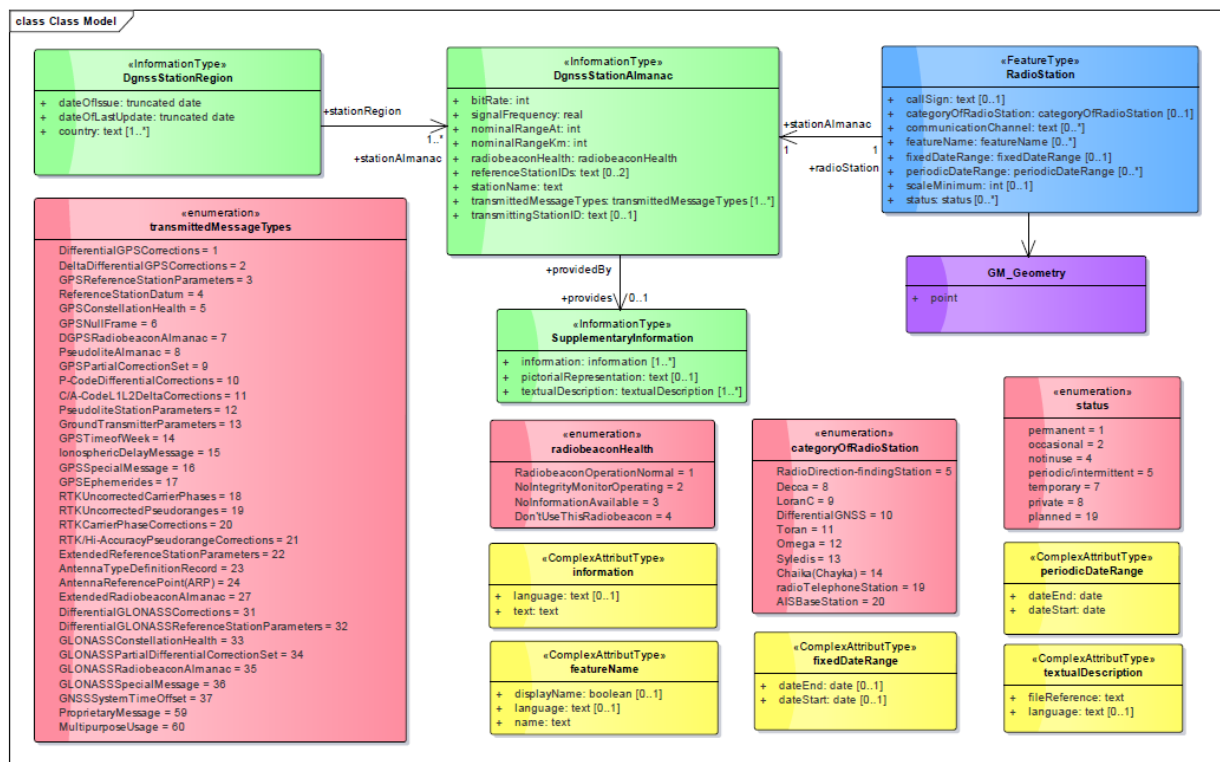 class Class Model
«InformationType»
DgnssStationRegion
+ dateOfIssue: truncated date
+ dateOfLastUpdate: truncated date
+ country: text [1..*]
+stationRegion
1..*
+stationAlmanac
«InformationType»
DgnssStationAlmanac
+ bitRate: int
+ signalFrequency: real
+ nominalRangeAt: int
+ nominalRangeKm: int
+ radiobeaconHealth: radiobeaconHealth
+ referenceStationIDs: text [0..2]
+ stationName: text
+ transmittedMessageTypes: transmittedMessageTypes [1..*]
+ transmittingStationID: text [0..1]
+stationAlmanac
1
1
+radioStation
«FeatureType»
RadioStation
+ callSign: text [0..1]
+ categoryOfRadioStation: categoryOfRadioStation [0..1]
+ communicationChannel: text [0..*]
+ featureName: featureName [0..*]
+ fixedDateRange: fixedDateRange [0..1]
+ periodicDateRange: periodicDateRange [0..*]
+ scaleMinimum: int [0..1]
+ status: status [0..*]
«enumeration»
transmittedMessageTypes
DifferentialGPSCorrections = 1
DeltaDifferentialGPSCorrections = 2
GPSReferenceStationParameters = 3
ReferenceStationDatum = 4
GPSConstellationHealth = 5
GPSNullFrame = 6
DGPSRadiobeaconAlmanac = 7
PseudoliteAlmanac = 8
GPSPartialCorrectionSet = 9
P-CodeDifferentialCorrections = 10
C/A-CodeL1L2DeltaCorrections = 11
PseudoliteStationParameters = 12
GroundTransmitterParameters = 13
GPSTimeofWeek = 14
IonosphericDelayMessage = 15
GPSSpecialMessage = 16
GPSEphemerides = 17
RTKUncorrectedCarrierPhases = 18
RTKUncorrectedPseudoranges = 19
RTKCarrierPhaseCorrections = 20
RTK/Hi-AccuracyPseudorangeCorrections = 21
ExtendedReferenceStationParameters = 22
AntennaTypeDefinitionRecord = 23
AntennaReferencePoint(ARP) = 24
ExtendedRadiobeaconAlmanac = 27
DifferentialGLONASSCorrections = 31
DifferentialGLONASSReferenceStationParameters = 32
GLONASSConstellationHealth = 33
GLONASSPartialDifferentialCorrectionSet = 34
GLONASSRadiobeaconAlmanac = 35
GLONASSSpecialMessage = 36
GNSSSystemTimeOffset = 37
ProprietaryMessage = 59
MultipurposeUsage = 60
+providedBy
+provides
0..1
«InformationType»
SupplementaryInformation
+ information: information [1..*]
+ pictorialRepresentation: text [0..1]
+ textualDescription: textualDescription [1..*]
GM_Geometry
+ point
«enumeration»
radiobeaconHealth
RadiobeaconOperationNormal = 1
NoIntegrityMonitorOperating = 2
NoInformationAvailable = 3
Don'tUseThisRadiobeacon = 4
«enumeration»
categoryOfRadioStation
RadioDirection-findingStation = 5
Decca = 8
LoranC = 9
DifferentialGNSS = 10
Toran = 11
Omega = 12
Syledis = 13
Chaika(Chayka) = 14
radioTelephoneStation = 19
AISBaseStation = 20
«enumeration»
status
permanent = 1
occasional = 2
notinuse = 4
periodic/intermittent = 5
temporary = 7
private = 8
planned = 19
«ComplexAttributType»
information
+ language: text [0..1]
+ text: text
«ComplexAttributType»
periodicDateRange
+ dateEnd: date
+ dateStart: date
«ComplexAttributType»
featureName
+ displayName: boolean [0..1]
+ language: text [0..1]
+ name: text
«ComplexAttributType»
fixedDateRange
+ dateEnd: date [0..1]
+ dateStart: date [0..1]
«ComplexAttributType»
textualDescription
+ fileReference: text
+ language: text [0..1]